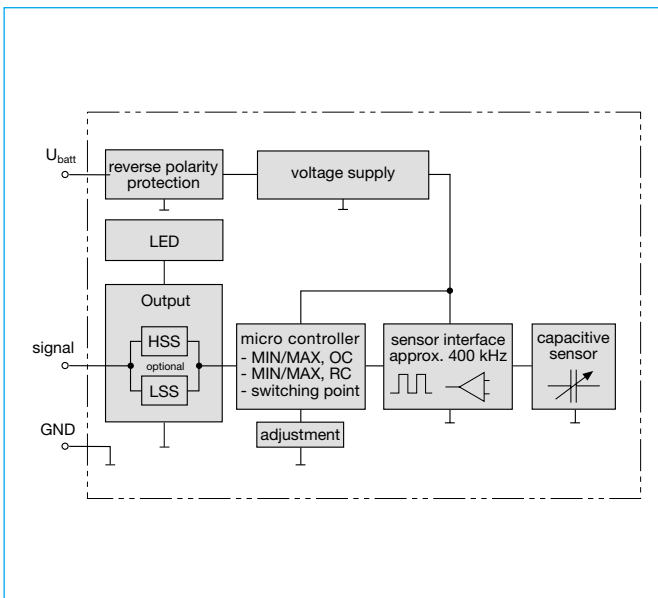 U_batt
reverse polarity
protection
voltage supply
LED
Output
signal
HSS
optional
LSS
micro controller
- MIN/MAX, OC
- MIN/MAX, RC
- switching point
sensor interface
approx. 400 kHz
capacitive
sensor
GND
adjustment